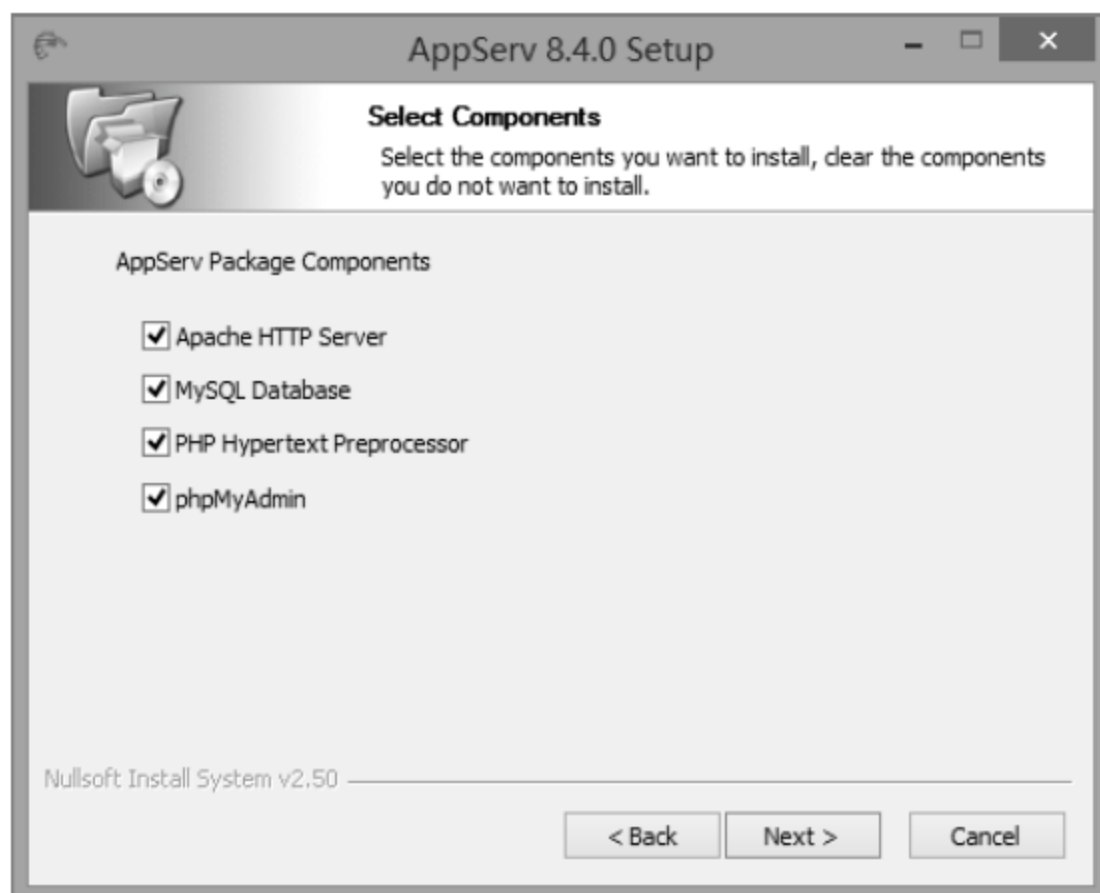 AppServ 8.4.0 Setup
Select Components
Select the components you want to install, clear the components
you do not want to install.
AppServ Package Components
Apache HTTP Server
MySQL Database
PHP Hypertext Preprocessor
phpMyAdmin
Nullsoft Install System v2.50
< Back Next > Cancel